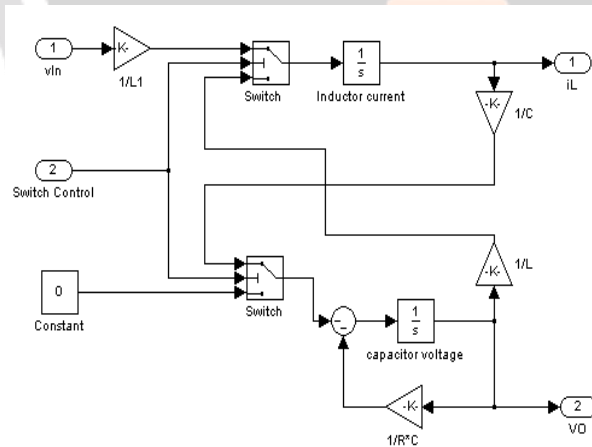 1
vIn
K-
1/L1
Switch
1
s
Inductor current
1
iL
-K-
1/C
2
Switch Control
0
Constant
Switch
1
s
capacitor voltage
-K-
1/L
-K-
1/R*C
2
VO